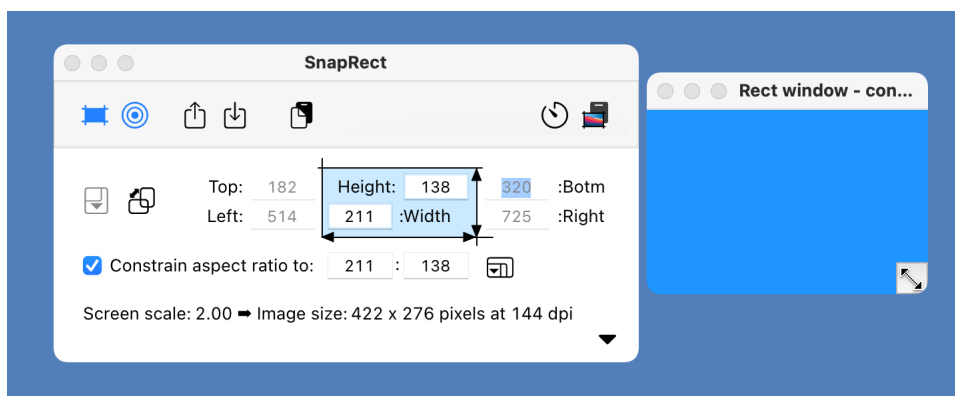 SnapRect
Rect window - con...
Top: 182 Height: 138 320 :Botm
Left: 514 211 :Width 725 :Right
Constrain aspect ratio to: 211 : 138
Screen scale: 2.00 ➡ Image size: 422 x 276 pixels at 144 dpi